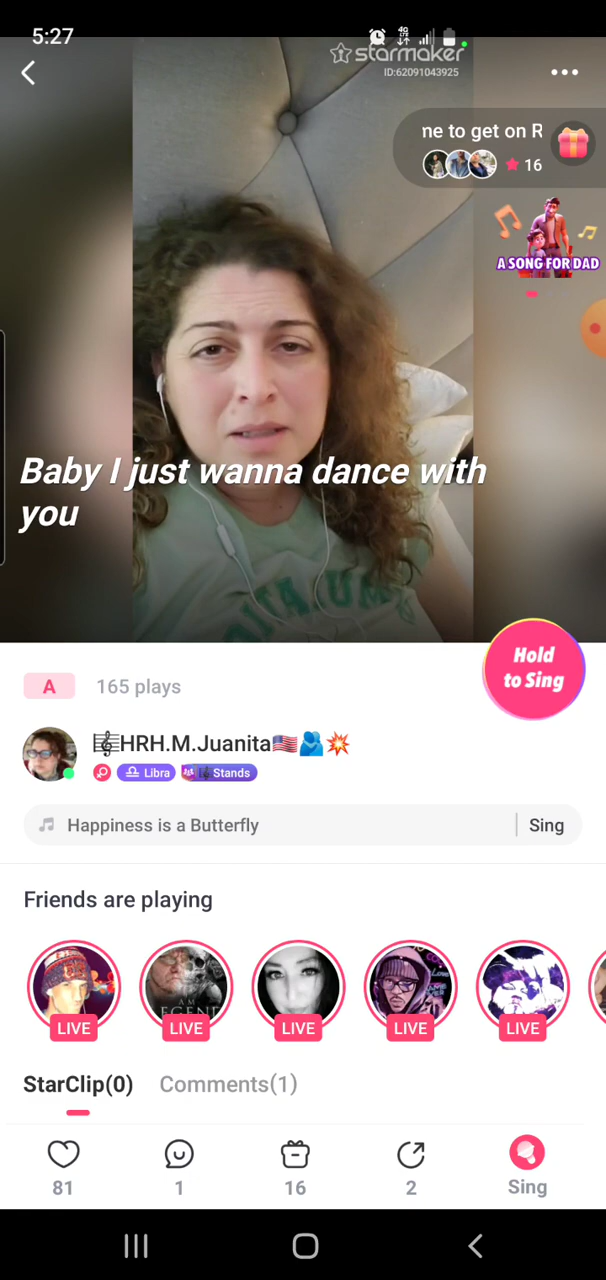 5:27
starmaker
ID:62091043925
ne to get on R
16
A SONG FOR DAD
Baby I just wanna dance with
you
Hold
to Sing
A 165 plays
HRH.M.Juanita
Libra Stands
Happiness is a Butterfly Sing
Friends are playing
LIVE LIVE LIVE LIVE LIVE
StarClip(0) Comments(1)
81 1 16 2 Sing